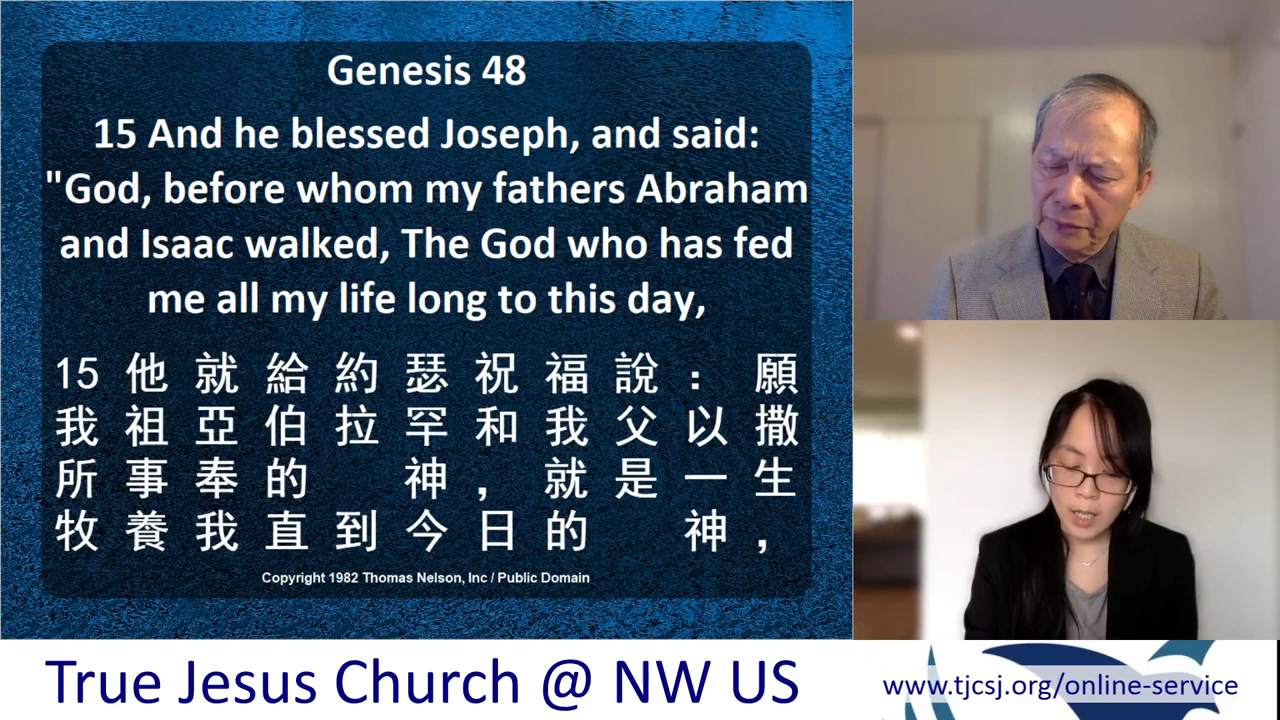 Genesis 48
15 And he blessed Joseph, and said:
"God, before whom my fathers Abraham
and Isaac walked, The God who has fed
me all my life long to this day,
15 他就給約瑟祝福說：願
我祖亞伯拉罕和我父以撒
所事奉的　神，就是一生
牧養我直到今日的　神，
Copyright 1982 Thomas Nelson, Inc / Public Domain
True Jesus Church @ NW US
www.tjcsj.org/online-service